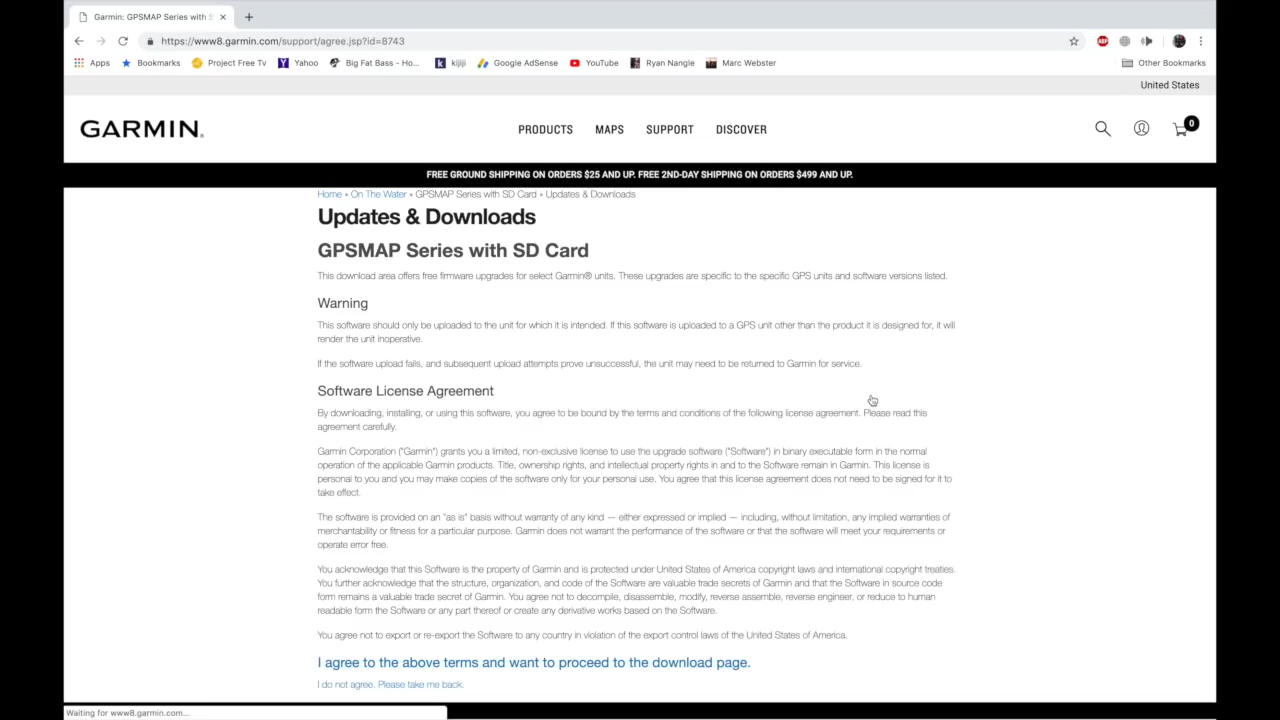 Garmin: GPSMAP Series with S
https://www8.garmin.com/support/agree.jsp?id=8743
ABP
Apps Bookmarks Project Free Tv Yahoo Big Fat Bass - Ho... kijiji Google AdSense YouTube Ryan Nangle Marc Webster Other Bookmarks
United States
GARMIN. PRODUCTS MAPS SUPPORT DISCOVER 0
FREE GROUND SHIPPING ON ORDERS $25 AND UP. FREE 2ND-DAY SHIPPING ON ORDERS $499 AND UP.
Home » On The Water » GPSMAP Series with SD Card » Updates & Downloads
Updates & Downloads
GPSMAP Series with SD Card
This download area offers free firmware upgrades for select Garmin® units. These upgrades are specific to the specific GPS units and software versions listed.
Warning
This software should only be uploaded to the unit for which it is intended. If this software is uploaded to a GPS unit other than the product it is designed for, it will
render the unit inoperative.
If the software upload fails, and subsequent upload attempts prove unsuccessful, the unit may need to be returned to Garmin for service.
Software License Agreement
By downloading, installing, or using this software, you agree to be bound by the terms and conditions of the following license agreement. Please read this
agreement carefully.
Garmin Corporation ("Garmin") grants you a limited, non-exclusive license to use the upgrade software ("Software") in binary executable form in the normal
operation of the applicable Garmin products. Title, ownership rights, and intellectual property rights in and to the Software remain in Garmin. This license is
personal to you and you may make copies of the software only for your personal use. You agree that this license agreement does not need to be signed for it to
take effect.
The software is provided on an "as is" basis without warranty of any kind — either expressed or implied — including, without limitation, any implied warranties of
merchantability or fitness for a particular purpose. Garmin does not warrant the performance of the software or that the software will meet your requirements or
operate error free.
You acknowledge that this Software is the property of Garmin and is protected under United States of America copyright laws and international copyright treaties.
You further acknowledge that the structure, organization, and code of the Software are valuable trade secrets of Garmin and that the Software in source code
form remains a valuable trade secret of Garmin. You agree not to decompile, disassemble, modify, reverse assemble, reverse engineer, or reduce to human
readable form the Software or any part thereof or create any derivative works based on the Software.
You agree not to export or re-export the Software to any country in violation of the export control laws of the United States of America.
I agree to the above terms and want to proceed to the download page.
I do not agree. Please take me back.
Waiting for www8.garmin.com...